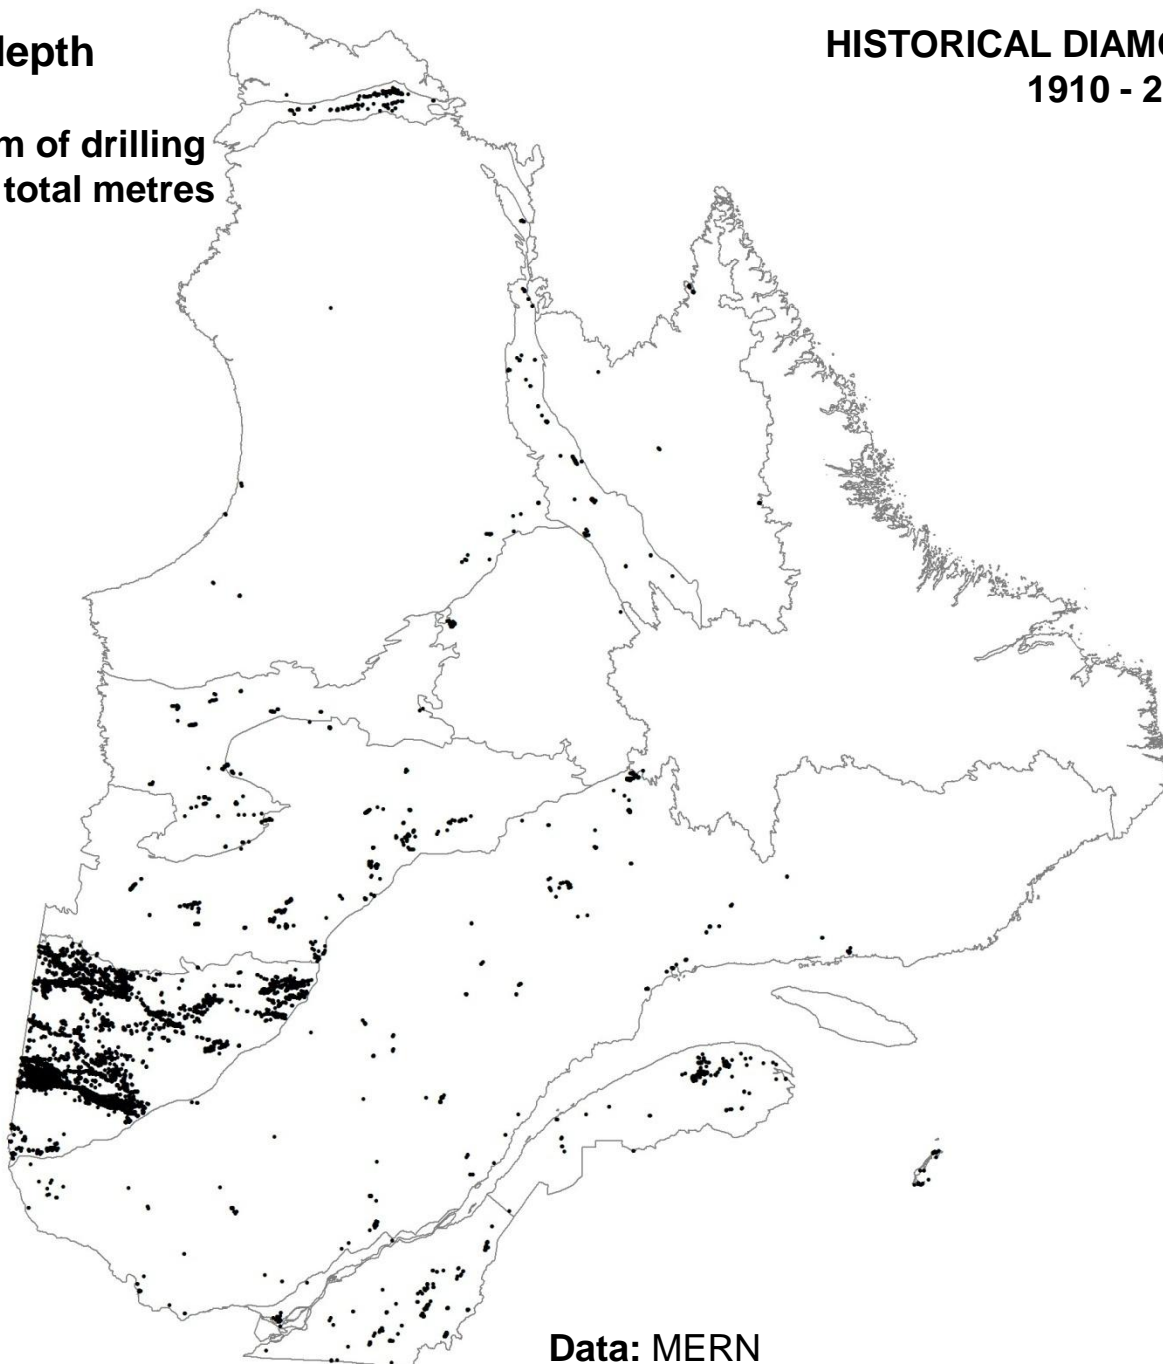 depth
m of drilling
total metres
HISTORICAL DIAMO
1910 - 2
Data: MERN